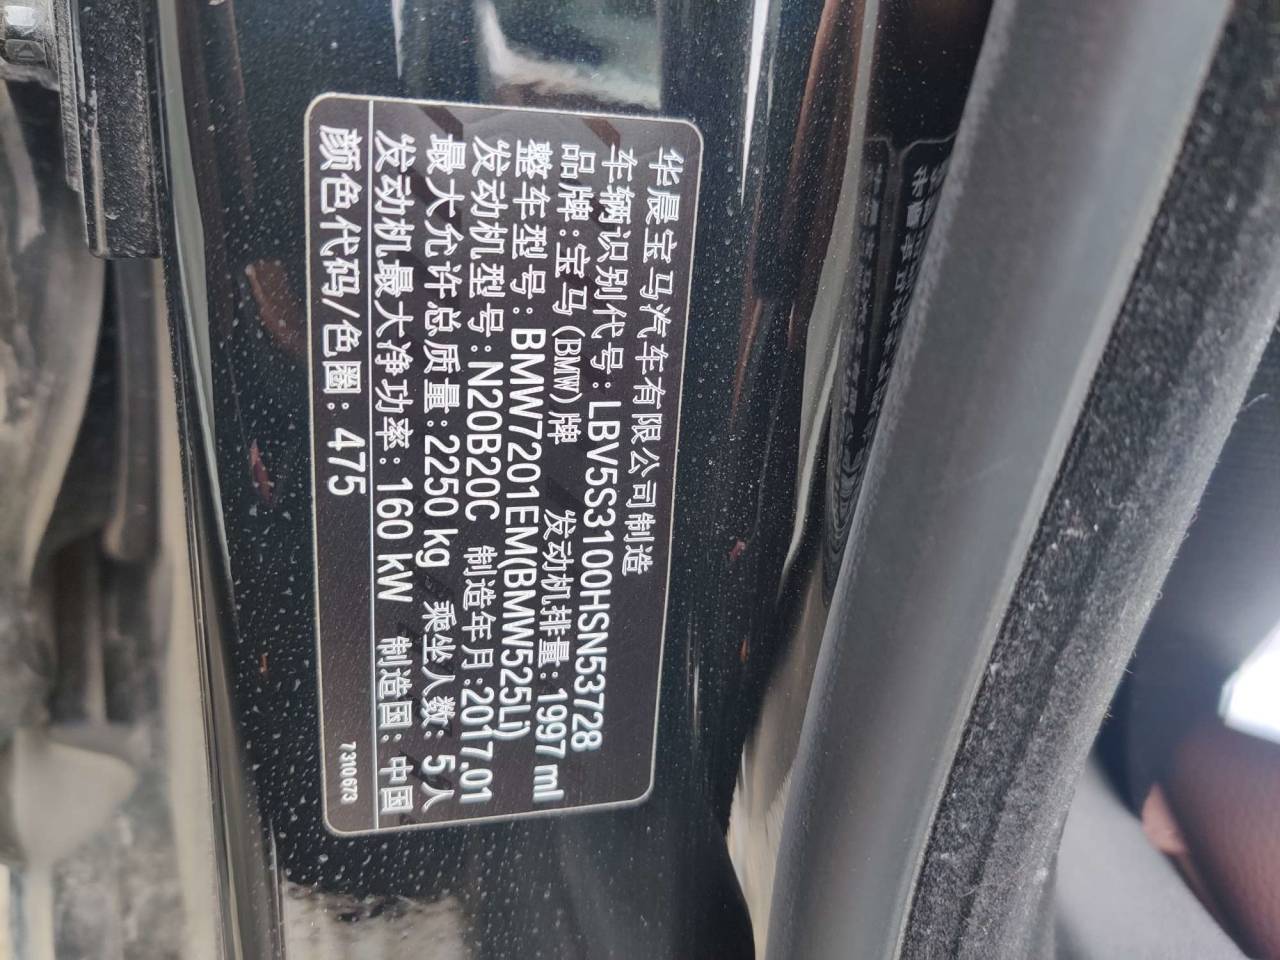 华晨宝马汽车有限公司制造
车辆识别代号:LBV5S3100HSN53728
品牌:宝马(BMW)牌 发动机排量:1997 ml
整车型号:BMW7201EM(BMW525Li)
发动机型号:N20B20C 制造年月:2017.01
最大允许总质量:2250 kg 乘坐人数:5人
发动机最大净功率:160 kW 制造国:中国
颜色代码/色圈:475 7310673